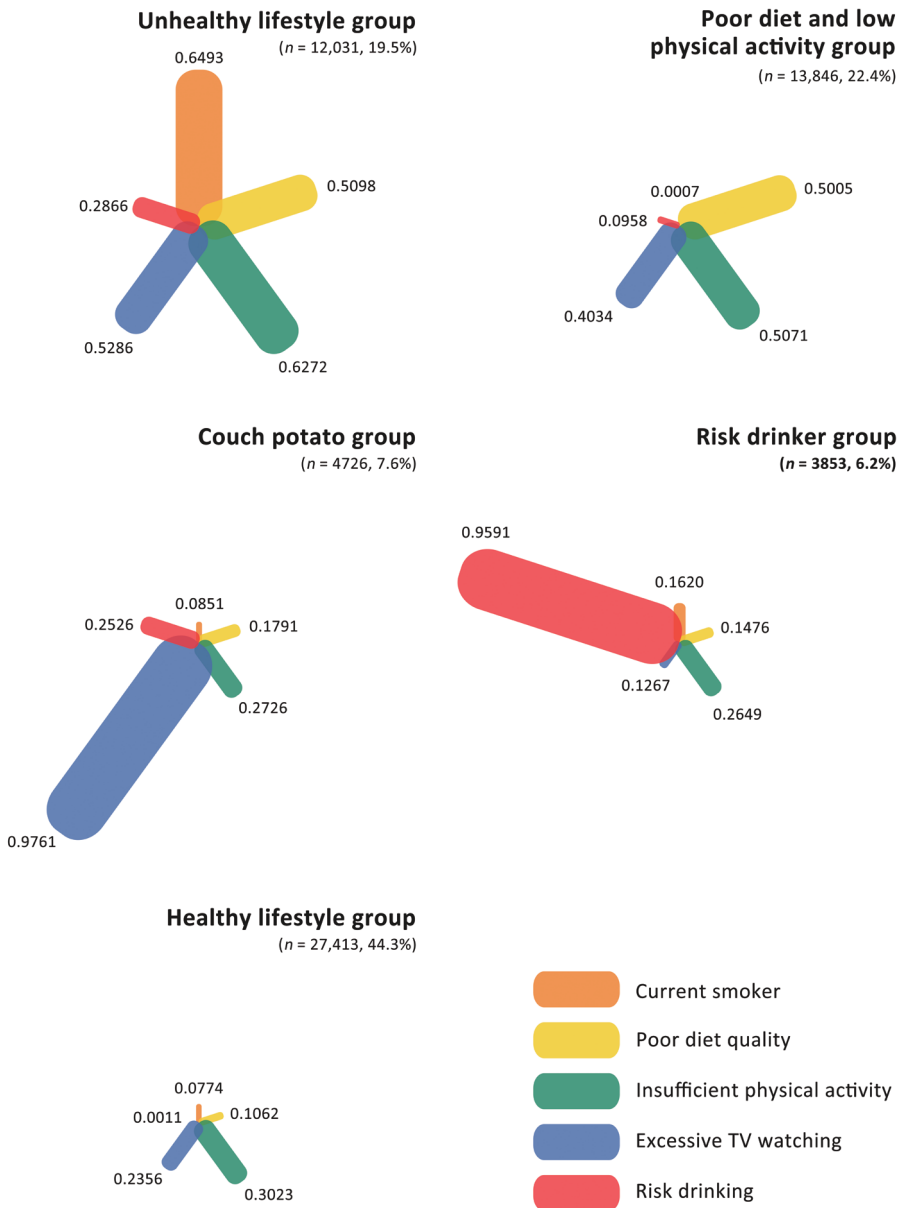 Unhealthy lifestyle group
(n = 12,031, 19.5%)
0.6493
0.5098
0.2866
0.5286
0.6272
Poor diet and low
physical activity group
(n = 13,846, 22.4%)
0.0007
0.5005
0.0958
0.4034
0.5071
Couch potato group
(n = 4726, 7.6%)
0.0851
0.2526
0.1791
0.2726
0.9761
Risk drinker group
(n = 3853, 6.2%)
0.9591
0.1620
0.1476
0.1267
0.2649
Healthy lifestyle group
(n = 27,413, 44.3%)
0.0774
0.0011
0.1062
0.2356
0.3023
Current smoker
Poor diet quality
Insufficient physical activity
Excessive TV watching
Risk drinking